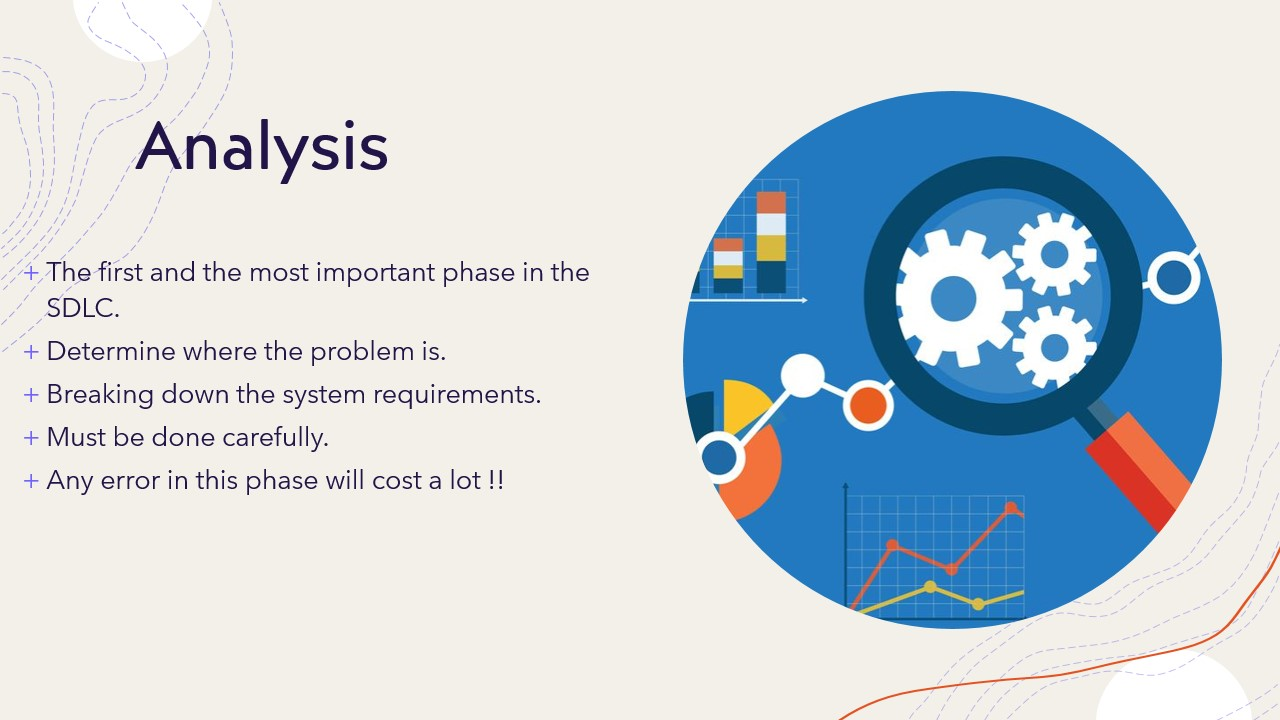 Analysis
+ The first and the most important phase in the
SDLC.
+ Determine where the problem is.
+ Breaking down the system requirements.
+ Must be done carefully.
+ Any error in this phase will cost a lot !!